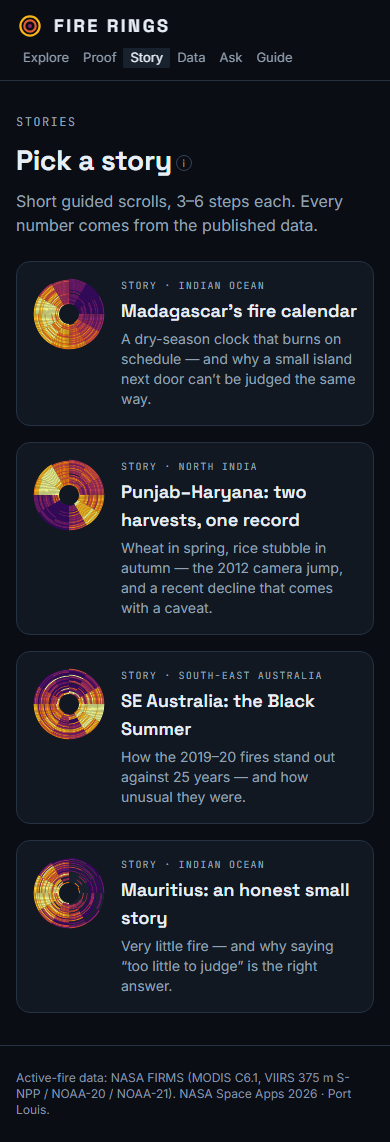 FIRE RINGS
Explore Proof Story Data Ask Guide
STORIES
Pick a story
Short guided scrolls, 3–6 steps each. Every
number comes from the published data.
STORY · INDIAN OCEAN
Madagascar’s fire calendar
A dry-season clock that burns on
schedule — and why a small island
next door can’t be judged the same
way.
STORY · NORTH INDIA
Punjab–Haryana: two
harvests, one record
Wheat in spring, rice stubble in
autumn — the 2012 camera jump,
and a recent decline that comes
with a caveat.
STORY · SOUTH-EAST AUSTRALIA
SE Australia: the Black
Summer
How the 2019–20 fires stand out
against 25 years — and how
unusual they were.
STORY · INDIAN OCEAN
Mauritius: an honest small
story
Very little fire — and why saying
“too little to judge” is the right
answer.
Active-fire data: NASA FIRMS (MODIS C6.1, VIIRS 375 m S-
NPP / NOAA-20 / NOAA-21). NASA Space Apps 2026 · Port
Louis.